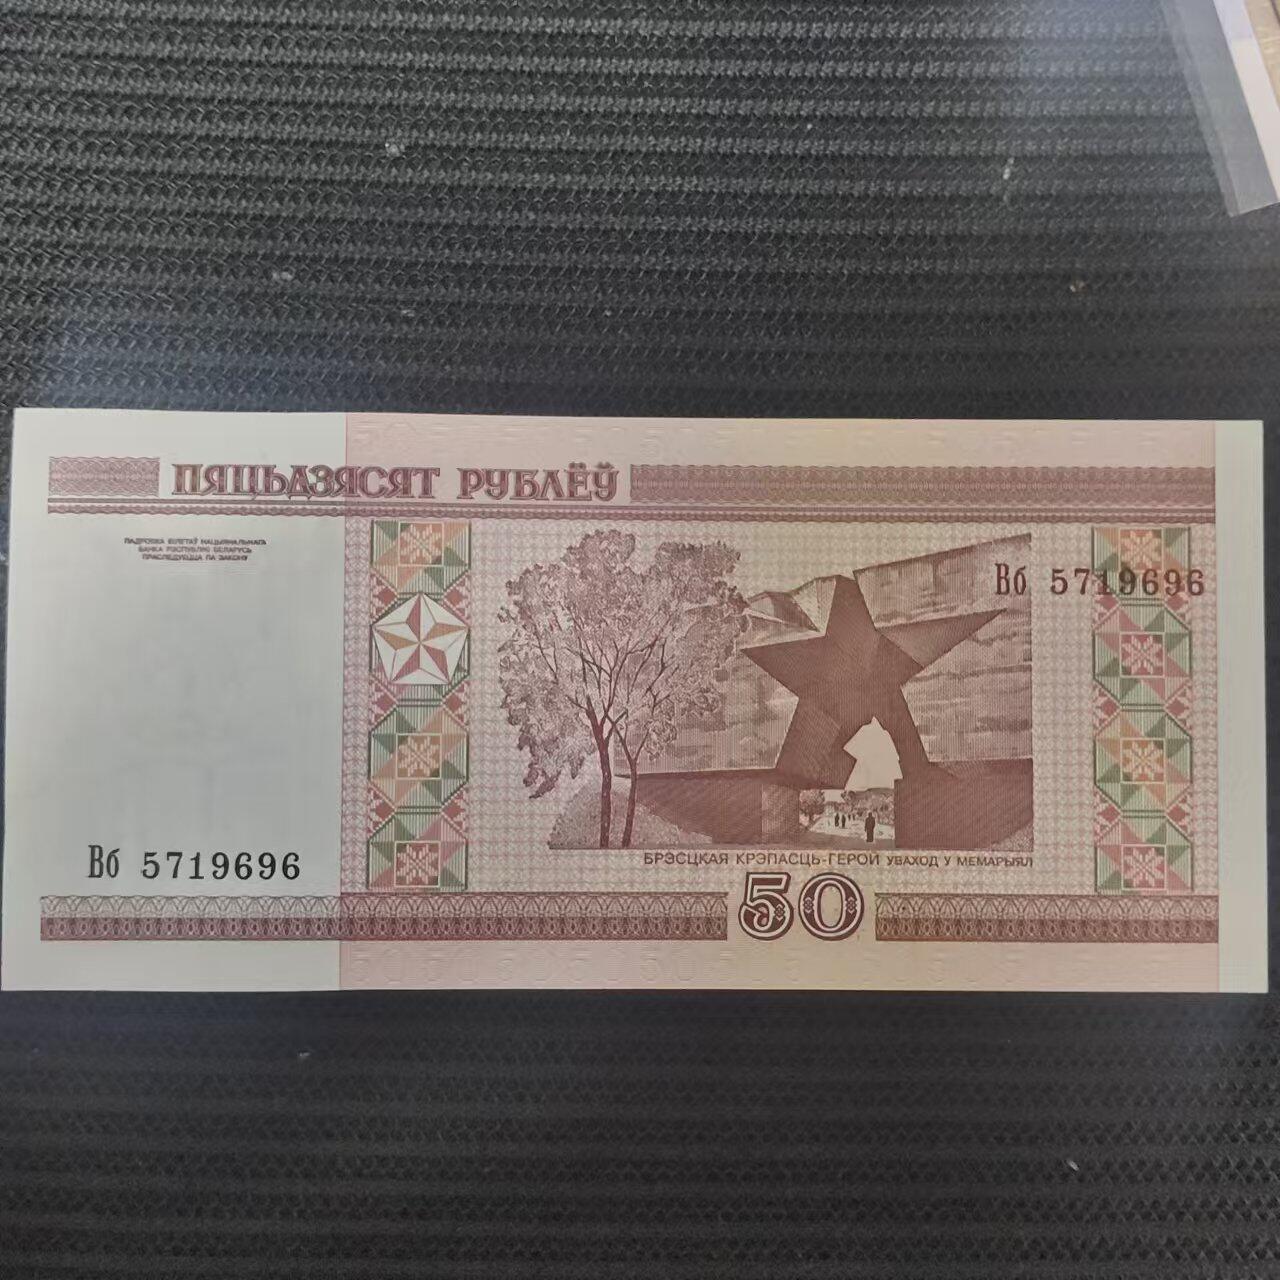 ПЯЦЬДЗЯСЯТ РУБЛЁЎ
ПАДРОБКА БІЛЕТАЎ НАЦЫЯНАЛЬНАГА
БАНКА РЭСПУБЛІКІ БЕЛАРУСЬ
ПРАСЛЕДУЕЦЦА ПА ЗАКОНУ
Вб 5719696
Вб 5719696
БРЭСЦКАЯ КРЭПАСЦЬ-ГЕРОЙ УВАХОД У МЕМАРЫЯЛ
50